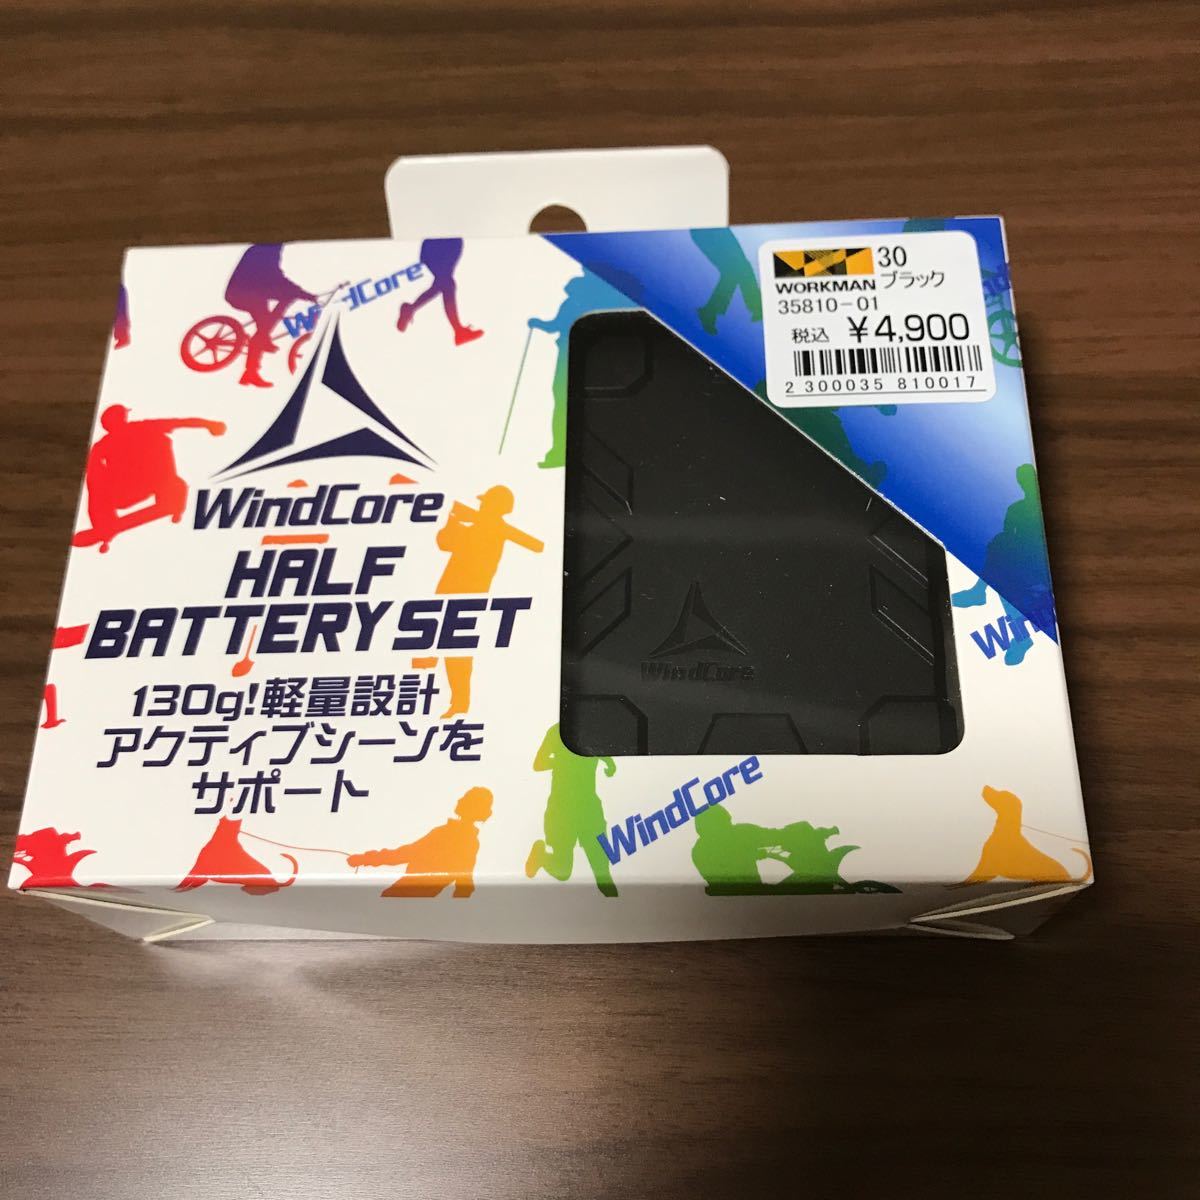 WindCore
WindCore
HALF
BATTERY SET
130g!軽量設計
アクティブシーンを
サポート
30
WORKMAN ブラック
35810-01
税込 ¥4,900
2 300035 810017
WindCore
WindCore